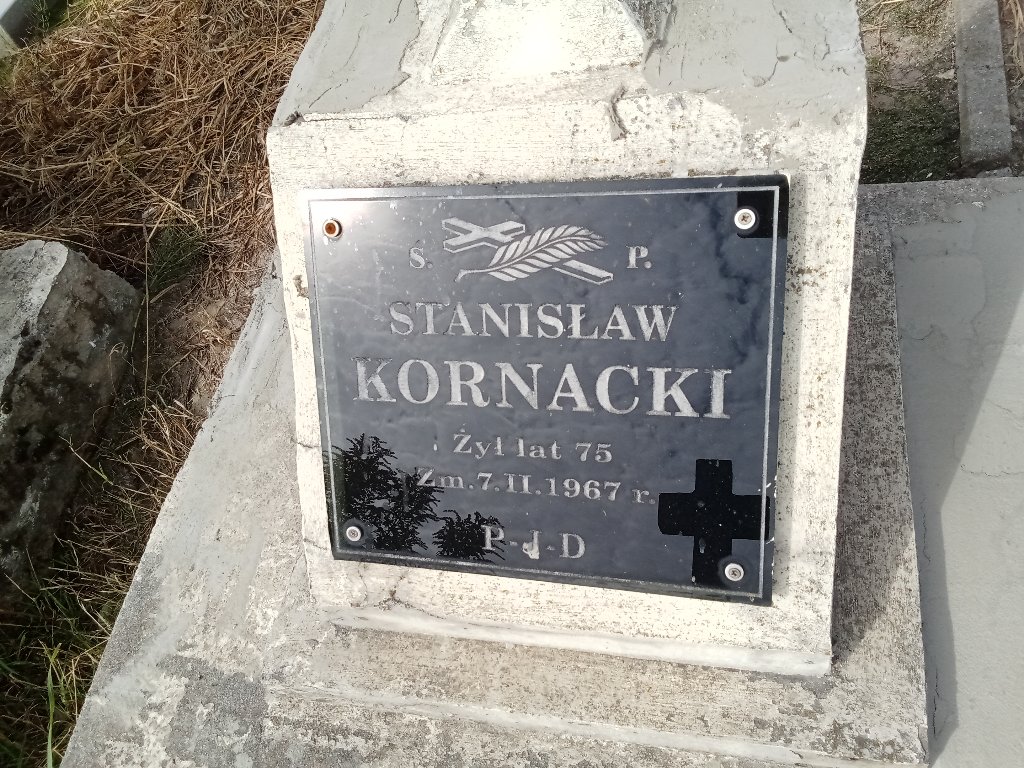 S. P.
STANISŁAW
KORNACKI
Żył lat 75
Zm.7.II.1967 r.
P-J-D